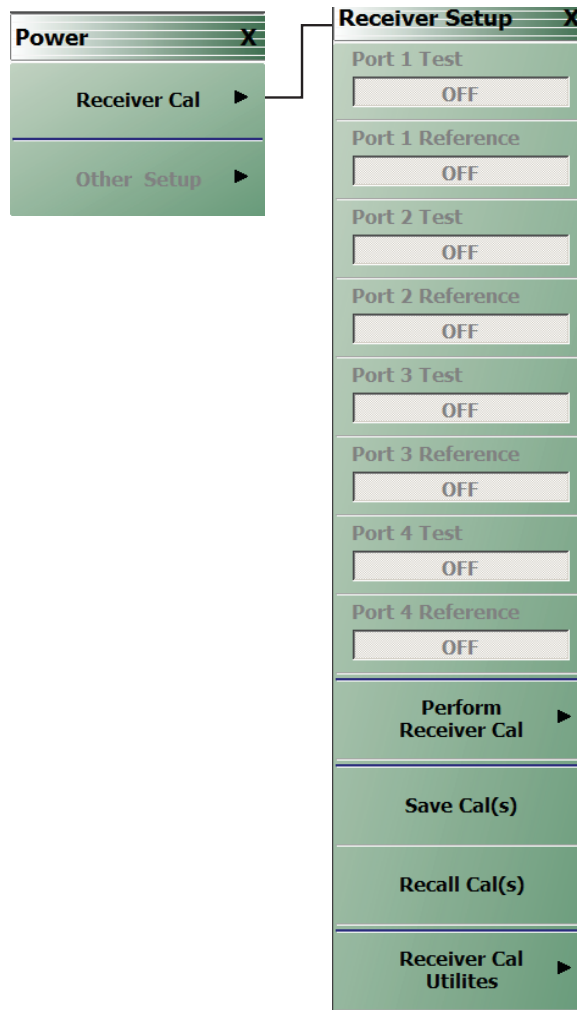 Power X
Receiver Cal
Other Setup
Receiver Setup X
Port 1 Test
OFF
Port 1 Reference
OFF
Port 2 Test
OFF
Port 2 Reference
OFF
Port 3 Test
OFF
Port 3 Reference
OFF
Port 4 Test
OFF
Port 4 Reference
OFF
Perform
Receiver Cal
Save Cal(s)
Recall Cal(s)
Receiver Cal
Utilites